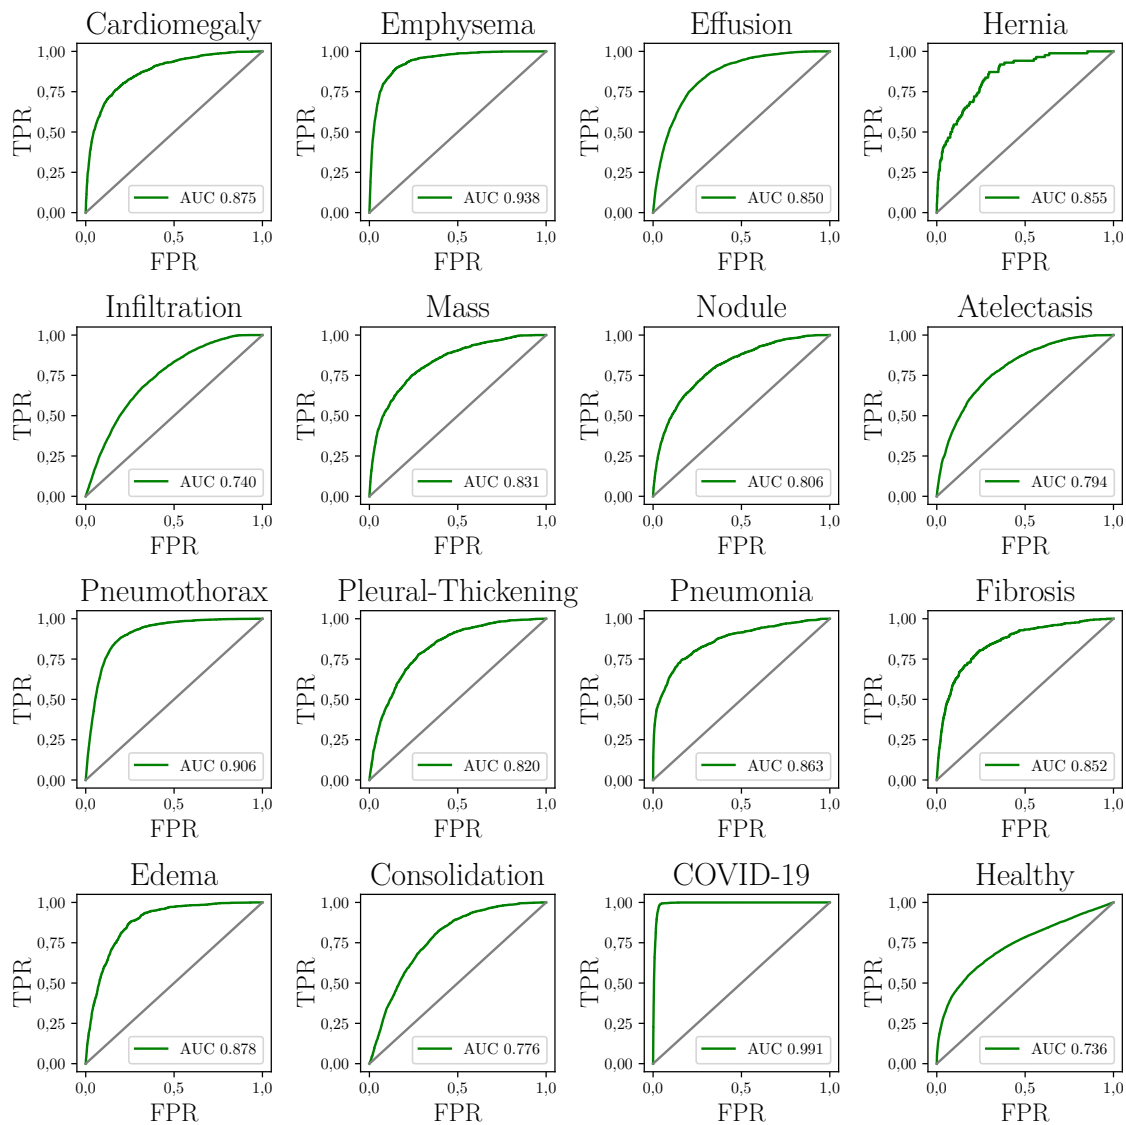 Cardiomegaly
1,00
0,75
0,50
0,25
0,00
TPR
AUC 0.875
0,0 0,5 1,0
FPR
Emphysema
1,00
0,75
0,50
0,25
0,00
TPR
AUC 0.938
0,0 0,5 1,0
FPR
Effusion
1,00
0,75
0,50
0,25
0,00
TPR
AUC 0.850
0,0 0,5 1,0
FPR
Hernia
1,00
0,75
0,50
0,25
0,00
TPR
AUC 0.855
0,0 0,5 1,0
FPR
Infiltration
1,00
0,75
0,50
0,25
0,00
TPR
AUC 0.740
0,0 0,5 1,0
FPR
Mass
1,00
0,75
0,50
0,25
0,00
TPR
AUC 0.831
0,0 0,5 1,0
FPR
Nodule
1,00
0,75
0,50
0,25
0,00
TPR
AUC 0.806
0,0 0,5 1,0
FPR
Atelectasis
1,00
0,75
0,50
0,25
0,00
TPR
AUC 0.794
0,0 0,5 1,0
FPR
Pneumothorax
1,00
0,75
0,50
0,25
0,00
TPR
AUC 0.906
0,0 0,5 1,0
FPR
Pleural-Thickening
1,00
0,75
0,50
0,25
0,00
TPR
AUC 0.820
0,0 0,5 1,0
FPR
Pneumonia
1,00
0,75
0,50
0,25
0,00
TPR
AUC 0.863
0,0 0,5 1,0
FPR
Fibrosis
1,00
0,75
0,50
0,25
0,00
TPR
AUC 0.852
0,0 0,5 1,0
FPR
Edema
1,00
0,75
0,50
0,25
0,00
TPR
AUC 0.878
0,0 0,5 1,0
FPR
Consolidation
1,00
0,75
0,50
0,25
0,00
TPR
AUC 0.776
0,0 0,5 1,0
FPR
COVID-19
1,00
0,75
0,50
0,25
0,00
TPR
AUC 0.991
0,0 0,5 1,0
FPR
Healthy
1,00
0,75
0,50
0,25
0,00
TPR
AUC 0.736
0,0 0,5 1,0
FPR